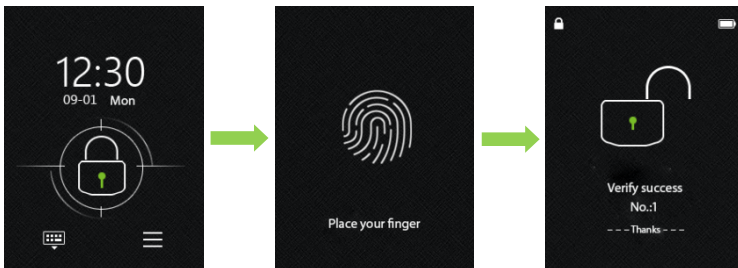 12:30
09-01 Mon
Place your finger
Verify success
No.:1
---Thanks---